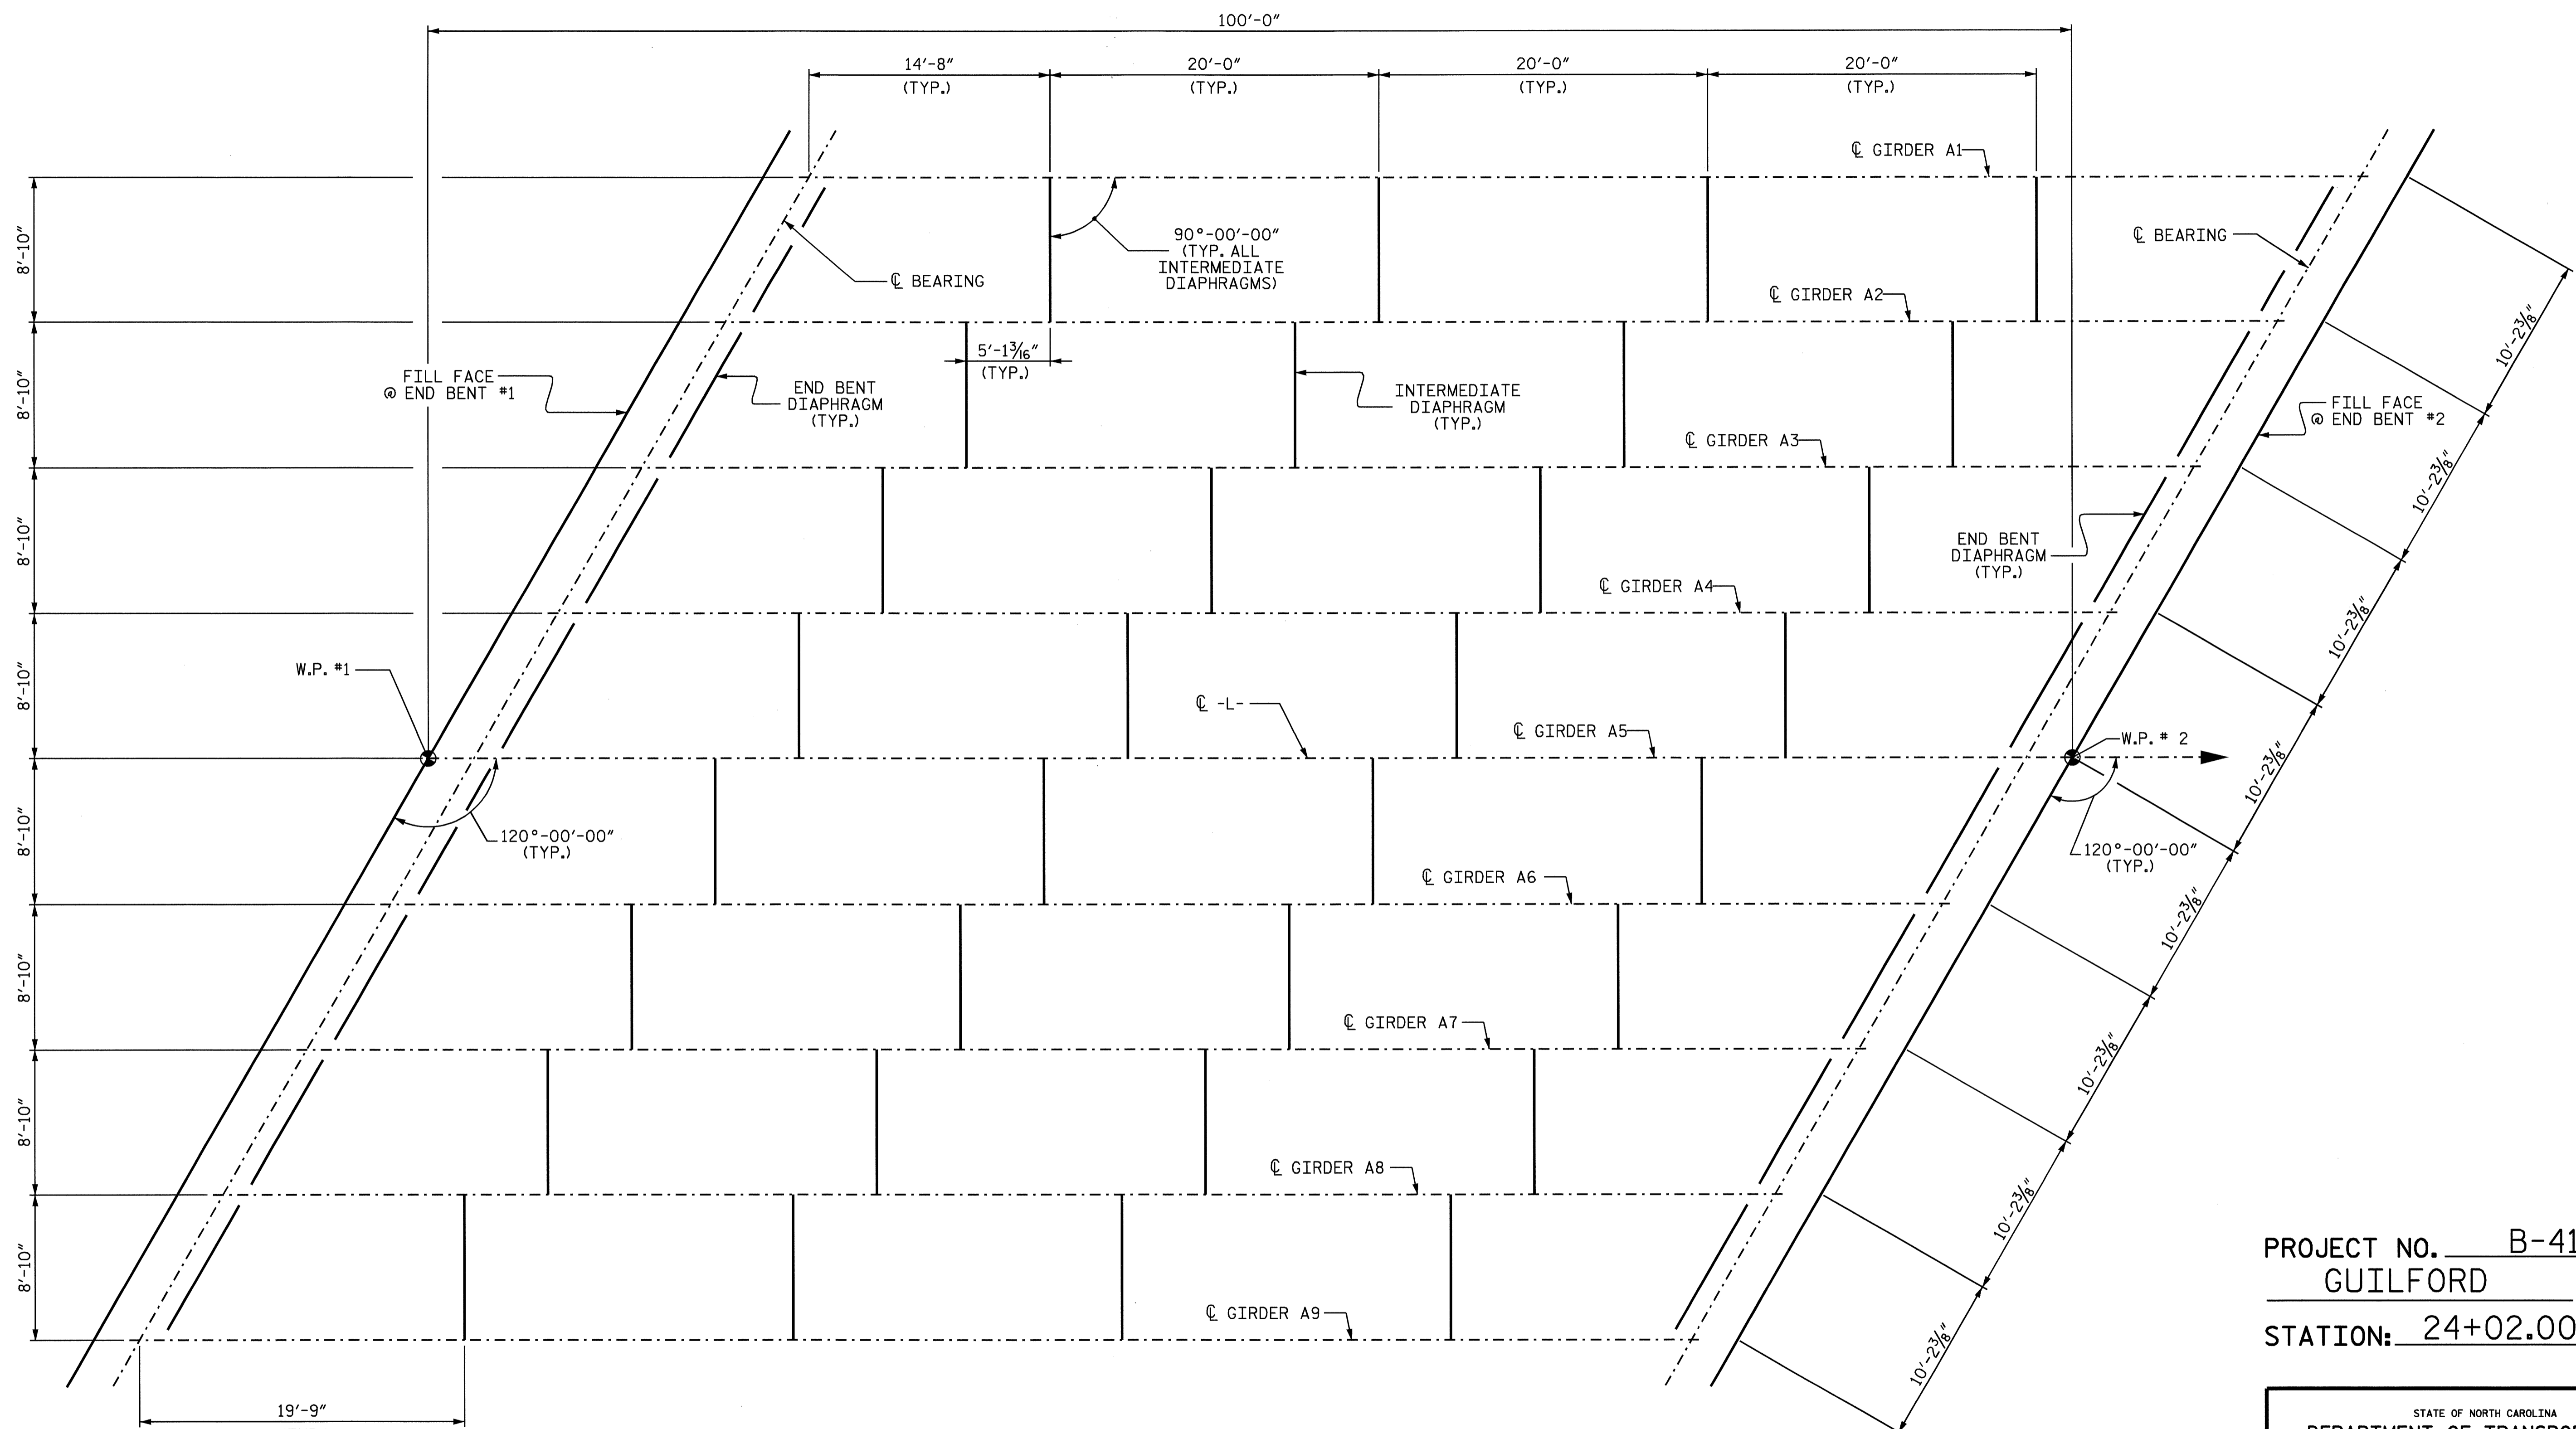 100'-0"
14'-8"
(TYP.)
20'-0"
(TYP.)
20'-0"
(TYP.)
20'-0"
(TYP.)
℄ GIRDER A1
8'-10"
90°-00'-00"
(TYP. ALL
INTERMEDIATE
DIAPHRAGMS)
℄ BEARING
℄ BEARING
℄ GIRDER A2
10'-2⅜"
5'-1³⁄₁₆"
(TYP.)
FILL FACE
@ END BENT #1
8'-10"
END BENT
DIAPHRAGM
(TYP.)
INTERMEDIATE
DIAPHRAGM
(TYP.)
FILL FACE
@ END BENT #2
℄ GIRDER A3
10'-2⅜"
8'-10"
END BENT
DIAPHRAGM
(TYP.)
℄ GIRDER A4
10'-2⅜"
8'-10"
W.P. #1
℄ -L-
℄ GIRDER A5
W.P. # 2
10'-2⅜"
8'-10"
120°-00'-00"
(TYP.)
120°-00'-00"
(TYP.)
℄ GIRDER A6
10'-2⅜"
8'-10"
℄ GIRDER A7
10'-2⅜"
8'-10"
℄ GIRDER A8
10'-2⅜"
8'-10"
℄ GIRDER A9
10'-2⅜"
19'-9"
PROJECT NO. B-41
GUILFORD
STATION: 24+02.00
STATE OF NORTH CAROLINA